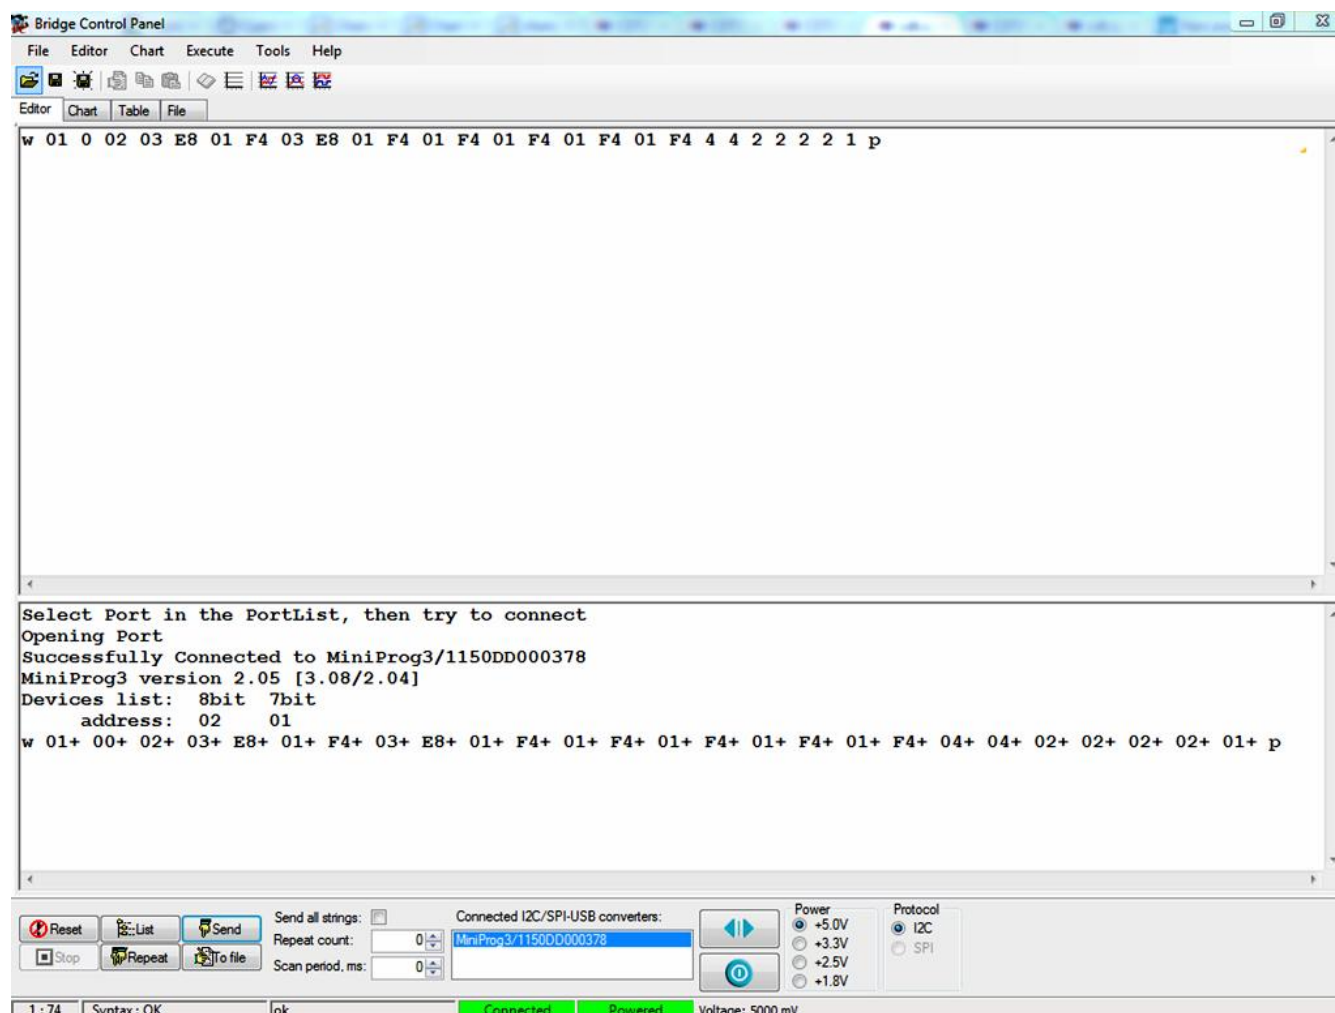 Bridge Control Panel
File Editor Chart Execute Tools Help
Editor Chart Table File
w 01 0 02 03 E8 01 F4 03 E8 01 F4 01 F4 01 F4 01 F4 01 F4 4 4 2 2 2 2 1 p
Select Port in the PortList, then try to connect
Opening Port
Successfully Connected to MiniProg3/1150DD000378
MiniProg3 version 2.05 [3.08/2.04]
Devices list: 8bit 7bit
address: 02 01
w 01+ 00+ 02+ 03+ E8+ 01+ F4+ 03+ E8+ 01+ F4+ 01+ F4+ 01+ F4+ 01+ F4+ 01+ F4+ 04+ 04+ 02+ 02+ 02+ 02+ 01+ p
Reset List Send
Stop Repeat To file
Send all strings:
Repeat count: 0
Scan period, ms: 0
Connected I2C/SPI-USB converters:
MiniProg3/1150DD000378
Power
+5.0V
+3.3V
+2.5V
+1.8V
Protocol
I2C
SPI
1 : 74 Syntax : OK ok Connected Powered Voltage: 5000 mV